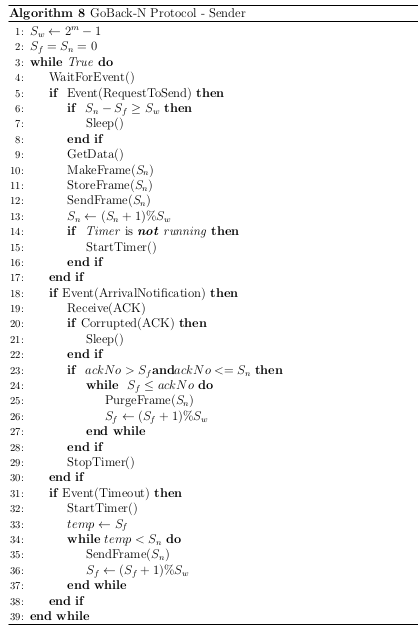 Algorithm 8 GoBack-N Protocol - Sender
1: S_w ← 2^m − 1
2: S_f = S_n = 0
3: while True do
4: WaitForEvent()
5: if Event(RequestToSend) then
6: if S_n − S_f ≥ S_w then
7: Sleep()
8: end if
9: GetData()
10: MakeFrame(S_n)
11: StoreFrame(S_n)
12: SendFrame(S_n)
13: S_n ← (S_n + 1)%S_w
14: if Timer is not running then
15: StartTimer()
16: end if
17: end if
18: if Event(ArrivalNotification) then
19: Receive(ACK)
20: if Corrupted(ACK) then
21: Sleep()
22: end if
23: if ackNo > S_f andackNo <= S_n then
24: while S_f ≤ ackNo do
25: PurgeFrame(S_n)
26: S_f ← (S_f + 1)%S_w
27: end while
28: end if
29: StopTimer()
30: end if
31: if Event(Timeout) then
32: StartTimer()
33: temp ← S_f
34: while temp < S_n do
35: SendFrame(S_n)
36: S_f ← (S_f + 1)%S_w
37: end while
38: end if
39: end while